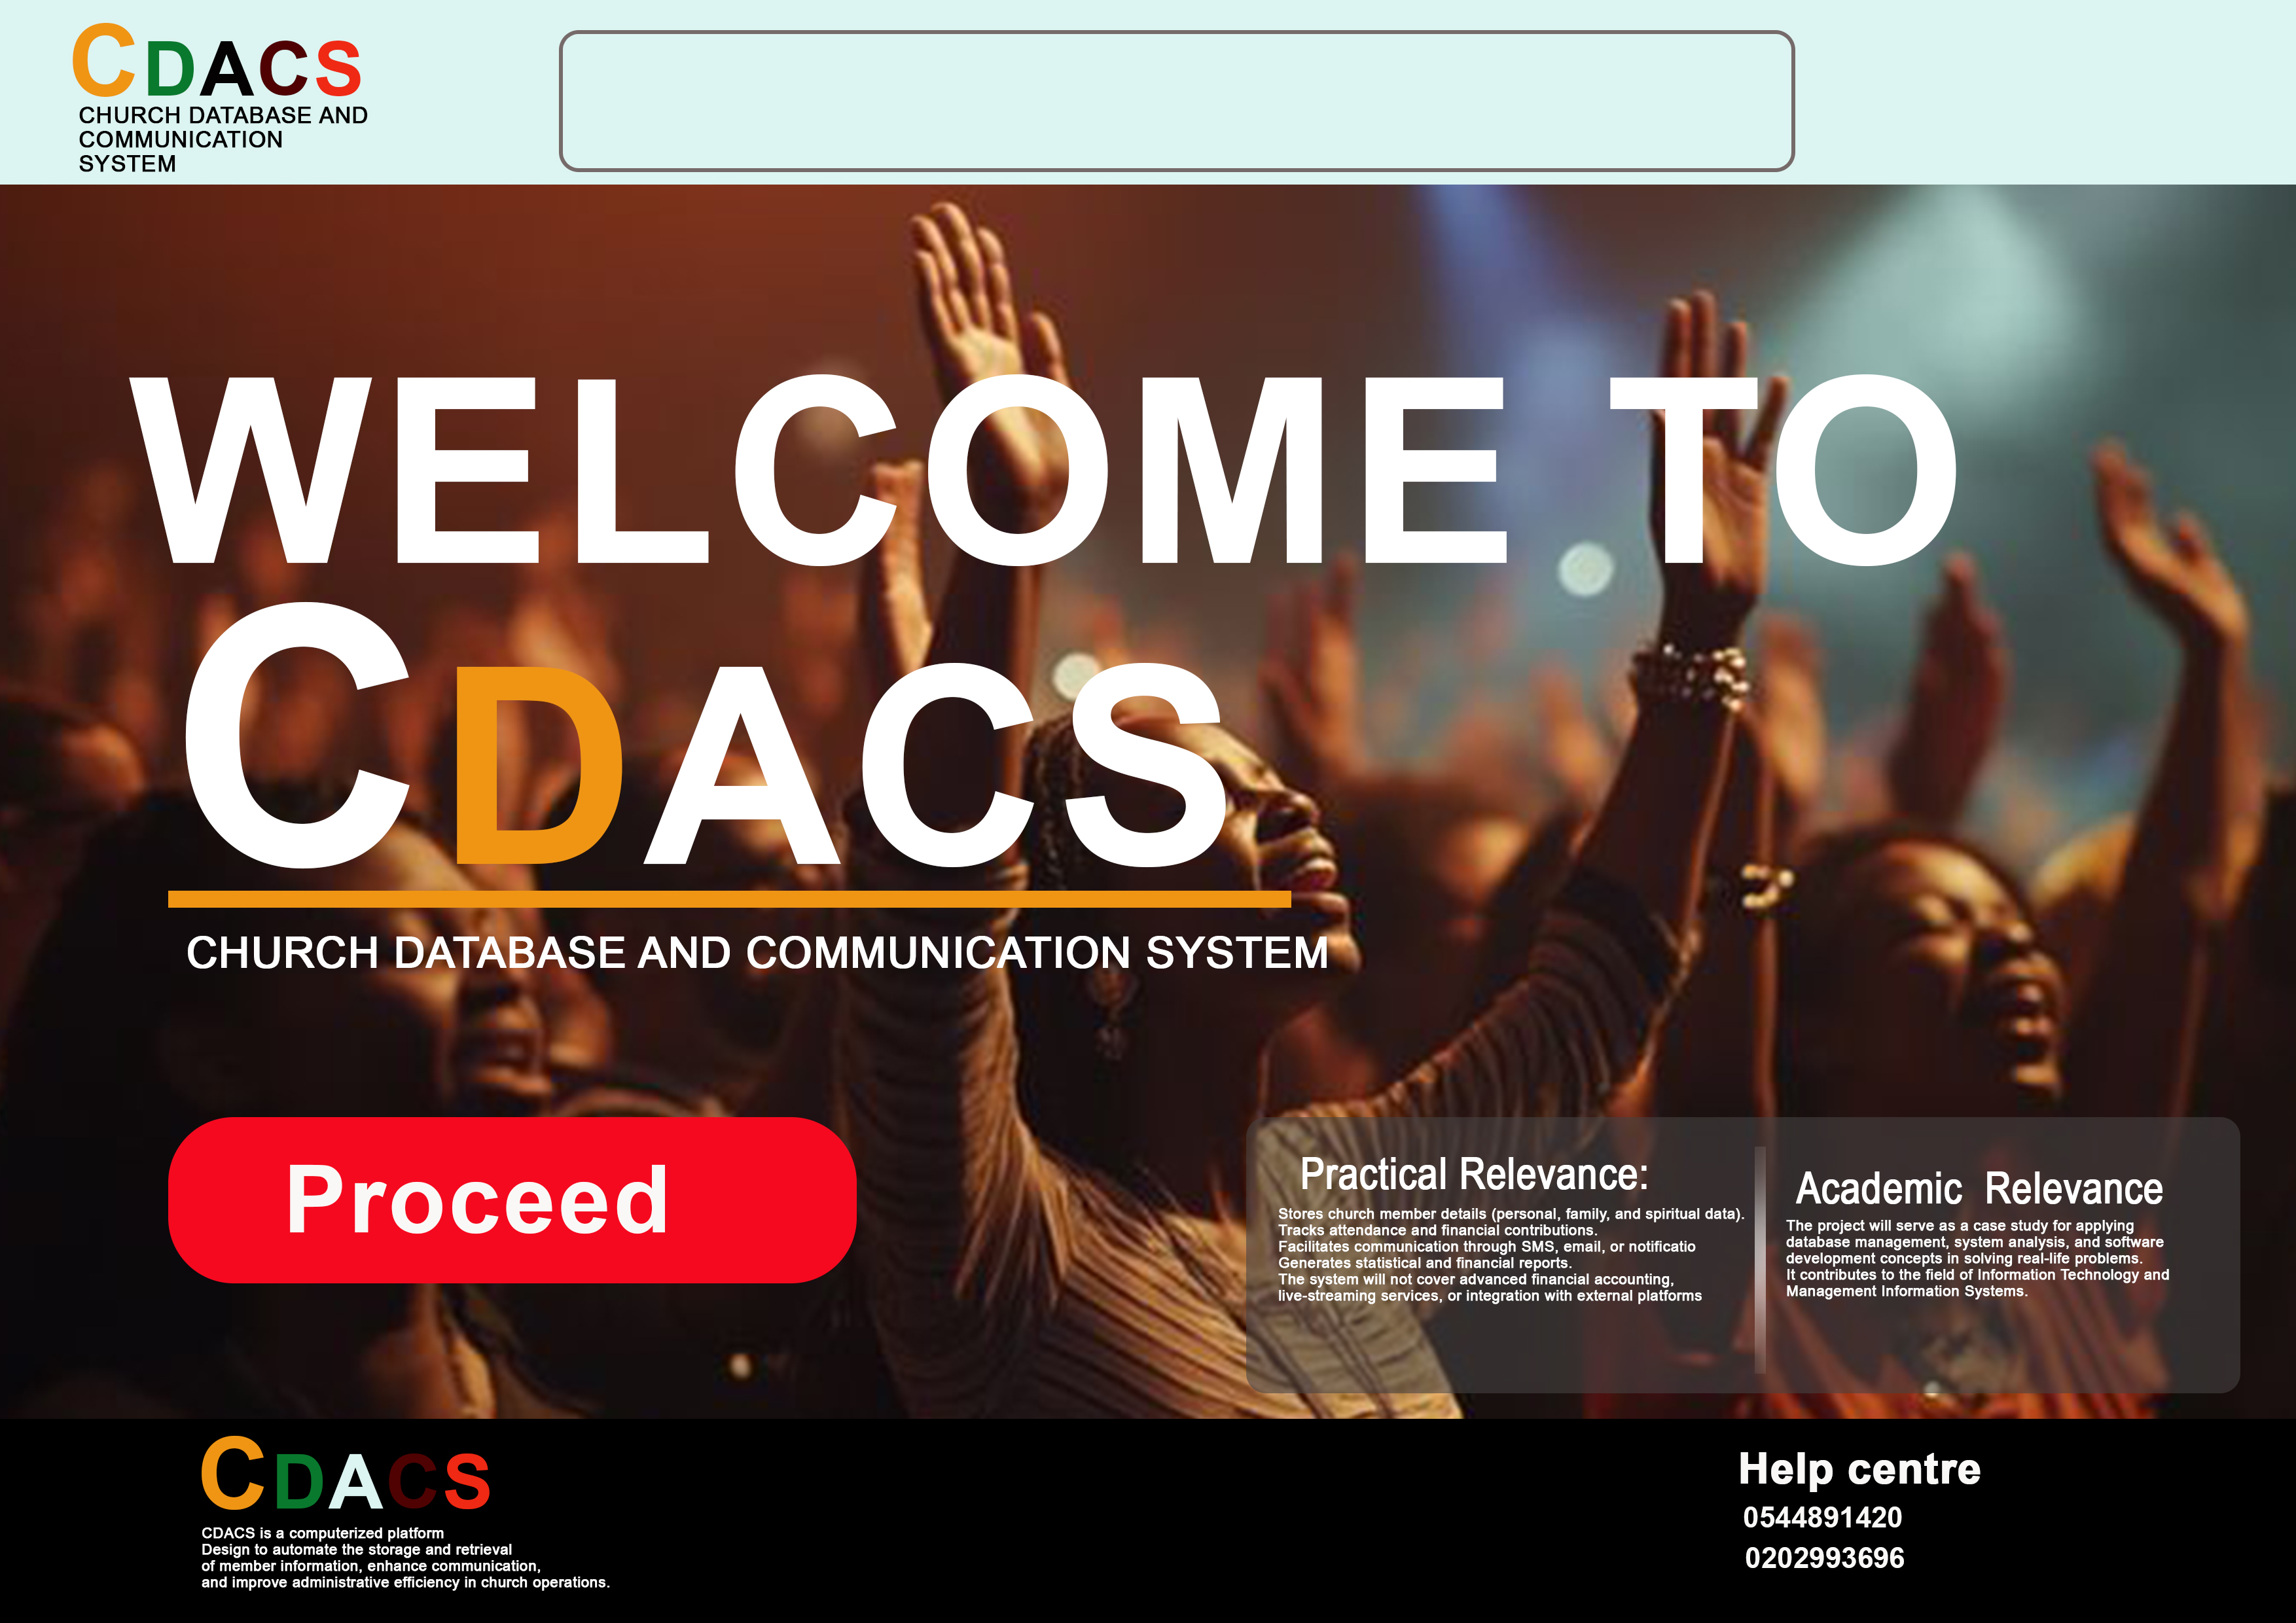 CDACS
CHURCH DATABASE AND
COMMUNICATION
SYSTEM
WELCOME TO
CDACS
CHURCH DATABASE AND COMMUNICATION SYSTEM
Proceed
Practical Relevance:
Stores church member details (personal, family, and spiritual data).
Tracks attendance and financial contributions.
Facilitates communication through SMS, email, or notificatio
Generates statistical and financial reports.
The system will not cover advanced financial accounting,
live-streaming services, or integration with external platforms
Academic Relevance
The project will serve as a case study for applying
database management, system analysis, and software
development concepts in solving real-life problems.
It contributes to the field of Information Technology and
Management Information Systems.
CDACS
CDACS is a computerized platform
Design to automate the storage and retrieval
of member information, enhance communication,
and improve administrative efficiency in church operations.
Help centre
0544891420
0202993696